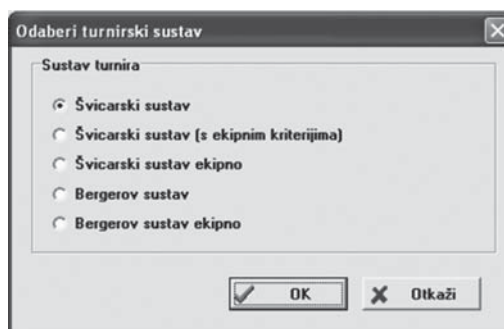 Odaberi turnirski sustav
Sustav turnira
Švicarski sustav
Švicarski sustav (s ekipnim kriterijima)
Švicarski sustav ekipno
Bergerov sustav
Bergerov sustav ekipno
OK
Otkaži